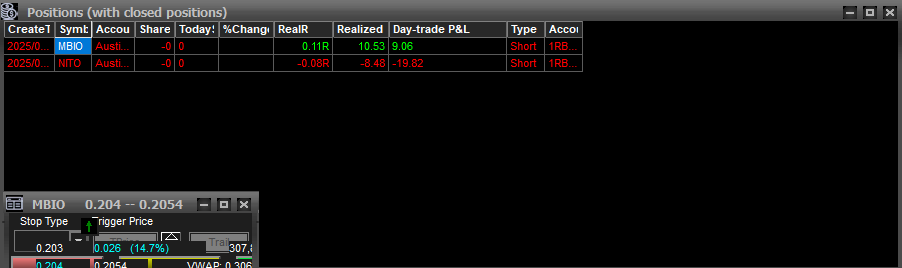 Positions (with closed positions)
CreateT Symb Accou Share Today %Change RealR Realized Day-trade P&L Type Accou
2025/0... MBIO Austi... -0 0 0.11R 10.53 9.06 Short 1RB...
2025/0... NITO Austi... -0 0 -0.08R -8.48 -19.82 Short 1RB...
MBIO 0.204 -- 0.2054
Stop Type Trigger Price
Trail
0.203 0.026 (14.7%) 307,
0.204 0.2054 VWAP: 0.306